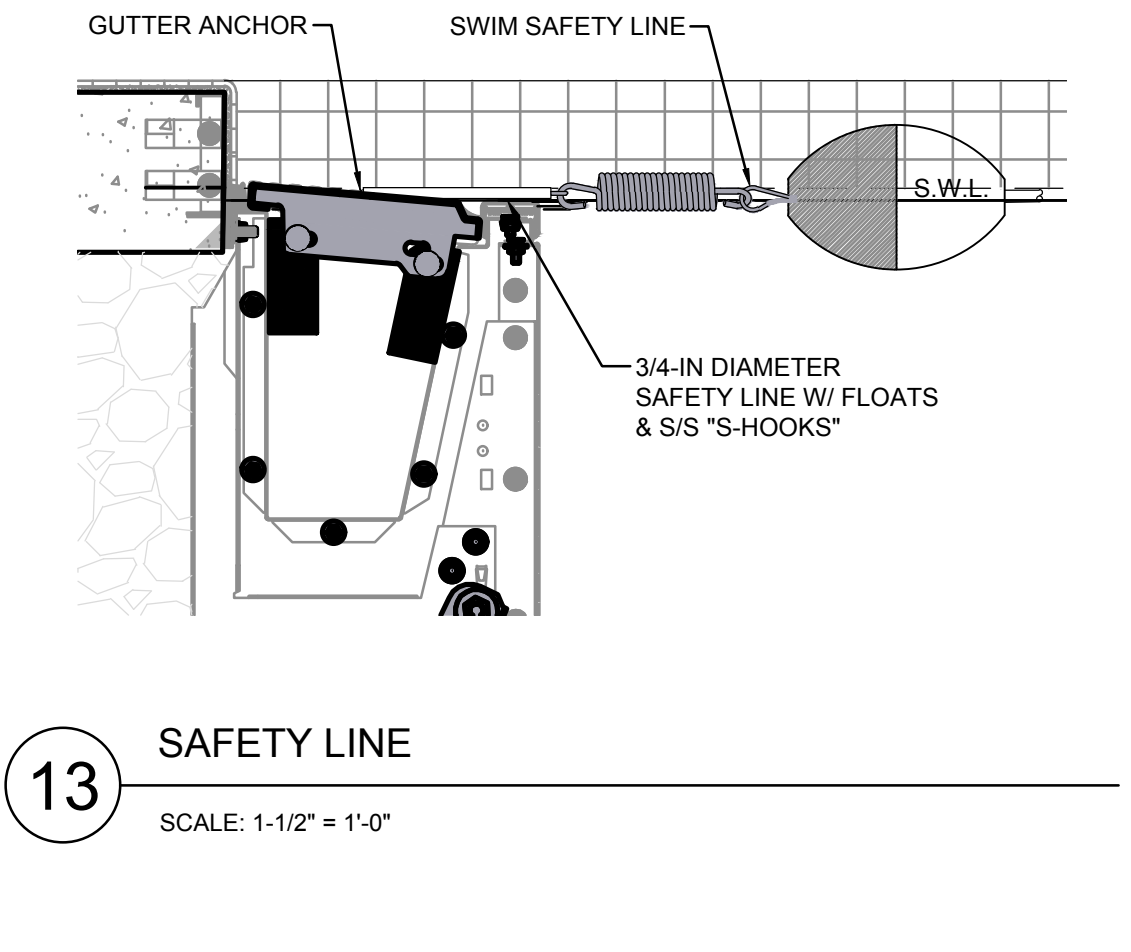 GUTTER ANCHOR
SWIM SAFETY LINE
S.W.L.
3/4-IN DIAMETER
SAFETY LINE W/ FLOATS
& S/S "S-HOOKS"
13
SAFETY LINE
SCALE: 1-1/2" = 1'-0"